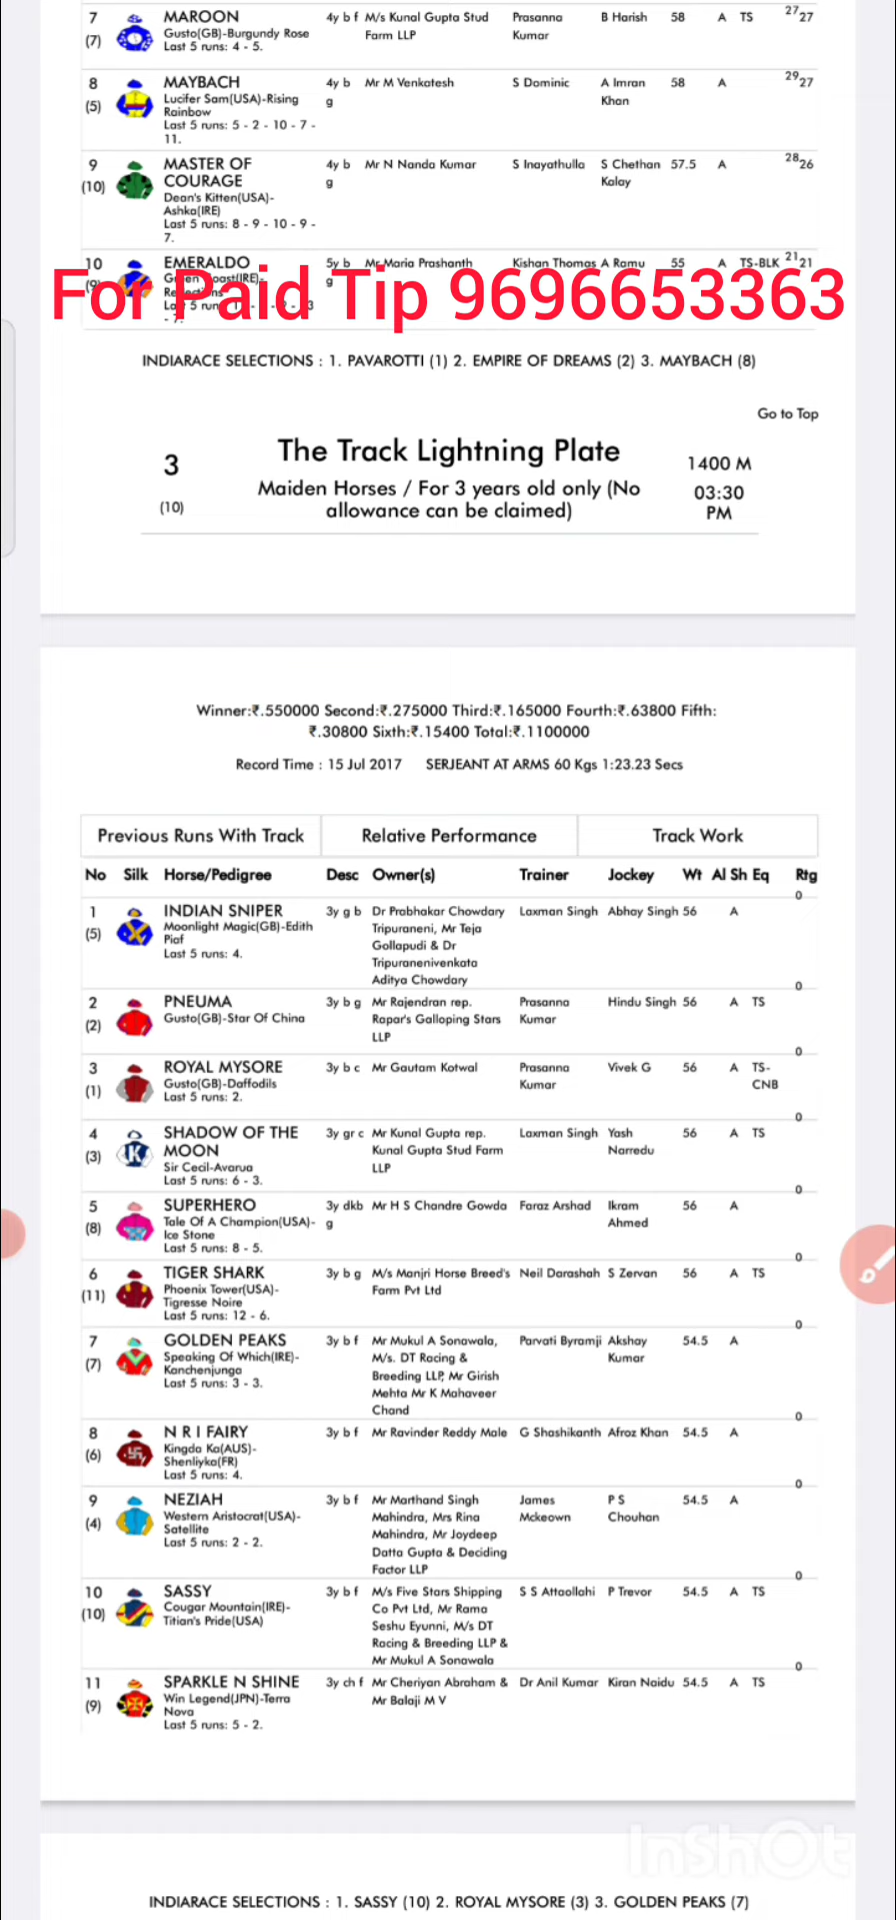 7 MAROON 4y b f M/s Kunal Gupta Stud Prasanna B Harish 58 A TS 27 27
(7) Gusto(GB)-Burgundy Rose Farm LLP Kumar
Last 5 runs: 4 - 5.
8 MAYBACH 4y b Mr M Venkatesh S Dominic A Imran 58 A 29 27
(5) Lucifer Sam(USA)-Rising g Khan
Rainbow
Last 5 runs: 5 - 2 - 10 - 7 -
11.
9 MASTER OF 4y b Mr N Nanda Kumar S Inayathulla S Chethan 57.5 A 28 26
(10) COURAGE g Kalay
Dean's Kitten(USA)-
Ashka(IRE)
Last 5 runs: 8 - 9 - 10 - 9 -
7.
10 EMERALDO 5y b Mr Maria Prashanth Kishan Thomas A Ramu 55 A TS-BLK 21 21
g
For Paid Tip 9696653363
INDIARACE SELECTIONS : 1. PAVAROTTI (1) 2. EMPIRE OF DREAMS (2) 3. MAYBACH (8)
Go to Top
3 The Track Lightning Plate 1400 M
(10) Maiden Horses / For 3 years old only (No 03:30
allowance can be claimed) PM
Winner:₹.550000 Second:₹.275000 Third:₹.165000 Fourth:₹.63800 Fifth:
₹.30800 Sixth:₹.15400 Total:₹.1100000
Record Time : 15 Jul 2017 SERJEANT AT ARMS 60 Kgs 1:23.23 Secs
Previous Runs With Track Relative Performance Track Work
No Silk Horse/Pedigree Desc Owner(s) Trainer Jockey Wt Al Sh Eq Rtg
0
1 INDIAN SNIPER 3y g b Dr Prabhakar Chowdary Laxman Singh Abhay Singh 56 A
(5) Moonlight Magic(GB)-Edith Tripuraneni, Mr Teja
Piaf Gollapudi & Dr
Last 5 runs: 4. Tripuranenivenkata
Aditya Chowdary
0
2 PNEUMA 3y b g Mr Rajendran rep. Prasanna Hindu Singh 56 A TS
(2) Gusto(GB)-Star Of China Rapar's Galloping Stars Kumar
LLP
0
3 ROYAL MYSORE 3y b c Mr Gautam Kotwal Prasanna Vivek G 56 A TS-
(1) Gusto(GB)-Daffodils Kumar CNB
Last 5 runs: 2.
0
4 SHADOW OF THE 3y gr c Mr Kunal Gupta rep. Laxman Singh Yash 56 A TS
(3) K MOON Kunal Gupta Stud Farm Narredu
Sir Cecil-Avarua LLP
Last 5 runs: 6 - 3.
0
5 SUPERHERO 3y dkb Mr H S Chandre Gowda Faraz Arshad Ikram 56 A
(8) Tale Of A Champion(USA)- g Ahmed
Ice Stone
Last 5 runs: 8 - 5.
0
6 TIGER SHARK 3y b g M/s Manjri Horse Breed's Neil Darashah S Zervan 56 A TS
(11) Phoenix Tower(USA)- Farm Pvt Ltd
Tigresse Noire
Last 5 runs: 12 - 6.
0
7 GOLDEN PEAKS 3y b f Mr Mukul A Sonawala, Parvati Byramji Akshay 54.5 A
(7) Speaking Of Which(IRE)- M/s. DT Racing & Kumar
Kanchenjunga Breeding LLP, Mr Girish
Last 5 runs: 3 - 3. Mehta Mr K Mahaveer
Chand
0
8 N R I FAIRY 3y b f Mr Ravinder Reddy Male G Shashikanth Afroz Khan 54.5 A
(6) Kingda Ka(AUS)-
Shenliyka(FR)
Last 5 runs: 4.
0
9 NEZIAH 3y b f Mr Marthand Singh James P S 54.5 A
(4) Western Aristocrat(USA)- Mahindra, Mrs Rina Mckeown Chouhan
Satellite Mahindra, Mr Joydeep
Last 5 runs: 2 - 2. Datta Gupta & Deciding
Factor LLP
0
10 SASSY 3y b f M/s Five Stars Shipping S S Attaollahi P Trevor 54.5 A TS
(10) Cougar Mountain(IRE)- Co Pvt Ltd, Mr Rama
Titian's Pride(USA) Seshu Eyunni, M/s DT
Racing & Breeding LLP &
Mr Mukul A Sonawala
0
11 SPARKLE N SHINE 3y ch f Mr Cheriyan Abraham & Dr Anil Kumar Kiran Naidu 54.5 A TS
(9) Win Legend(JPN)-Terra Mr Balaji M V
Nova
Last 5 runs: 5 - 2.
InShOt
INDIARACE SELECTIONS : 1. SASSY (10) 2. ROYAL MYSORE (3) 3. GOLDEN PEAKS (7)